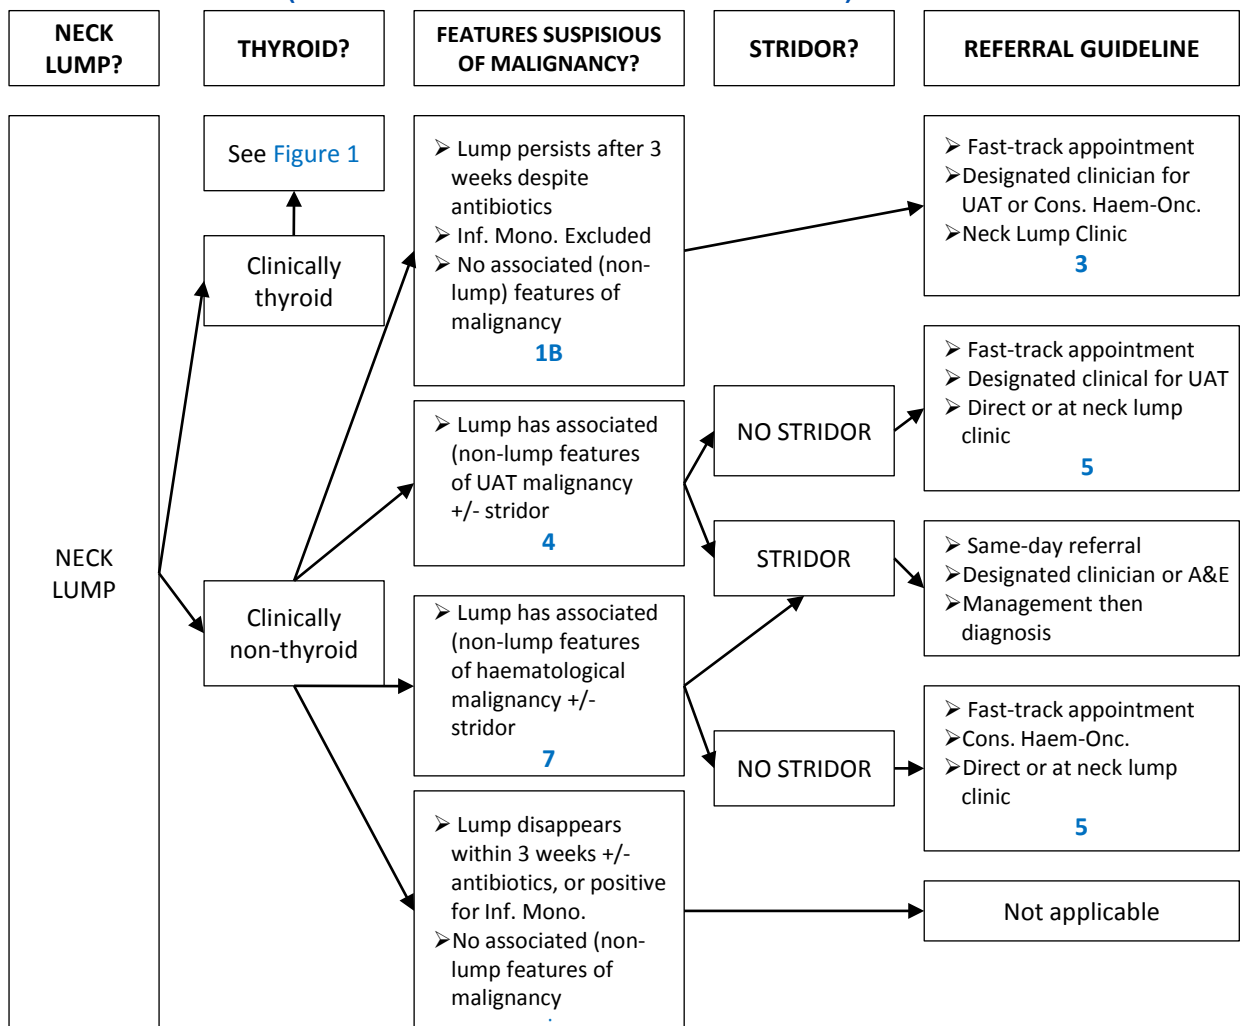 NECK
LUMP?
THYROID?
FEATURES SUSPISIOUS
OF MALIGNANCY?
STRIDOR?
REFERRAL GUIDELINE
NECK
LUMP
See Figure 1
Clinically
thyroid
Clinically
non-thyroid
➢ Lump persists after 3
weeks despite
antibiotics
➢ Inf. Mono. Excluded
➢ No associated (non-
lump) features of
malignancy
1B
➢ Lump has associated
(non-lump features
of UAT malignancy
+/- stridor
4
➢ Lump has associated
(non-lump features
of haematological
malignancy +/-
stridor
7
➢ Lump disappears
within 3 weeks +/-
antibiotics, or positive
for Inf. Mono.
➢No associated (non-
lump features of
malignancy
NO STRIDOR
STRIDOR
NO STRIDOR
➢ Fast-track appointment
➢Designated clinician for
UAT or Cons. Haem-Onc.
➢Neck Lump Clinic
3
➢ Fast-track appointment
➢ Designated clinical for UAT
➢ Direct or at neck lump
clinic
5
➢ Same-day referral
➢Designated clinician or A&E
➢Management then
diagnosis
➢ Fast-track appointment
➢Cons. Haem-Onc.
➢Direct or at neck lump
clinic
5
Not applicable